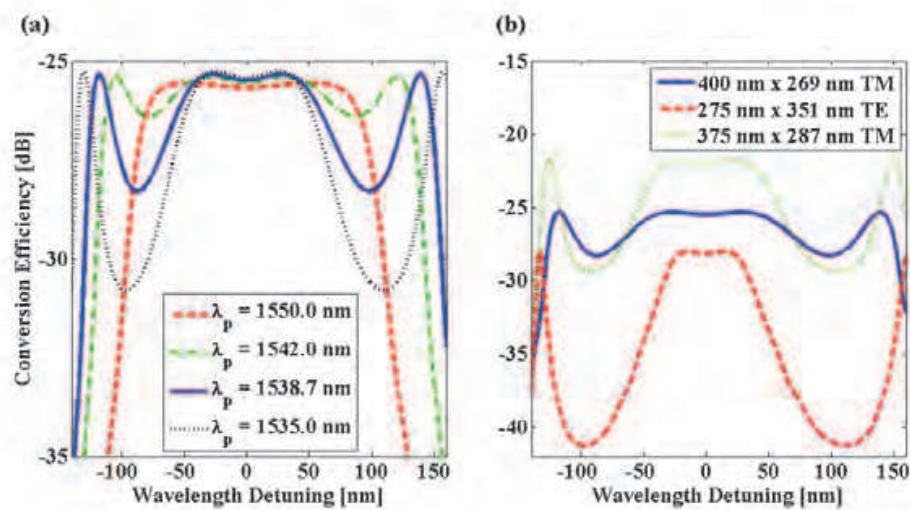 (a)
(b)
-25
-30
-35
Conversion Efficiency [dB]
-100
-50
0
50
100
150
Wavelength Detuning [nm]
λp = 1550.0 nm
λp = 1542.0 nm
λp = 1538.7 nm
λp = 1535.0 nm
-15
-20
-25
-30
-35
-40
-100
-50
0
50
100
150
Wavelength Detuning [nm]
400 nm x 269 nm TM
275 nm x 351 nm TE
375 nm x 287 nm TM